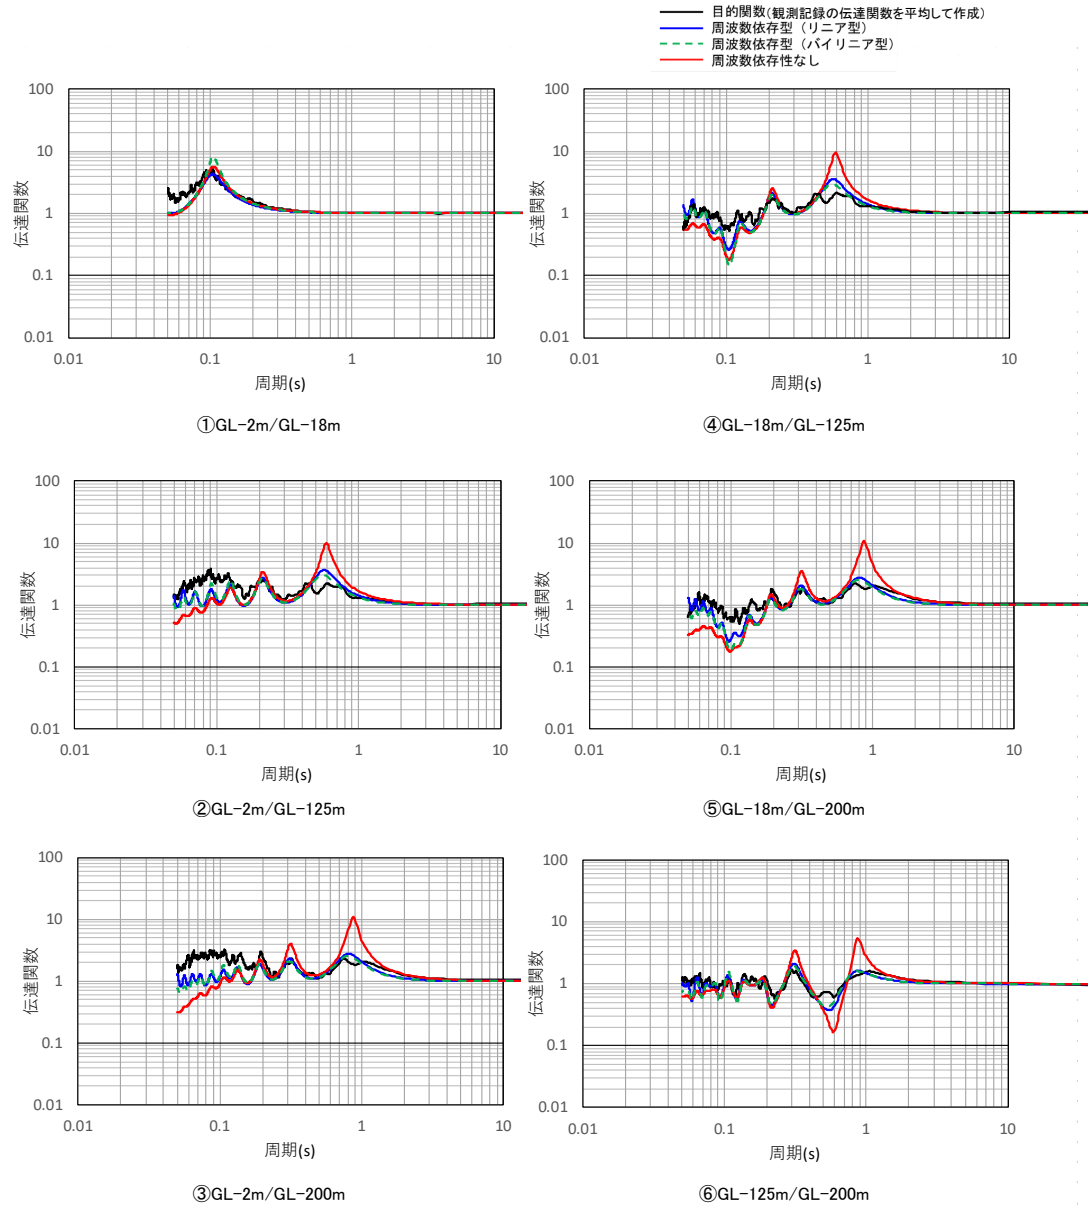 目的関数(観測記録の伝達関数を平均して作成)
周波数依存型（リニア型）
周波数依存型（バイリニア型）
周波数依存性なし
100
10
1
0.1
0.01
伝達関数
0.01
0.1
1
10
周期(s)
①GL-2m/GL-18m
100
10
1
0.1
0.01
伝達関数
0.01
0.1
1
10
周期(s)
④GL-18m/GL-125m
100
10
1
0.1
0.01
伝達関数
0.01
0.1
1
10
周期(s)
②GL-2m/GL-125m
100
10
1
0.1
0.01
伝達関数
0.01
0.1
1
10
周期(s)
⑤GL-18m/GL-200m
100
10
1
0.1
0.01
伝達関数
0.01
0.1
1
10
周期(s)
③GL-2m/GL-200m
100
10
1
0.1
0.01
伝達関数
0.01
0.1
1
10
周期(s)
⑥GL-125m/GL-200m